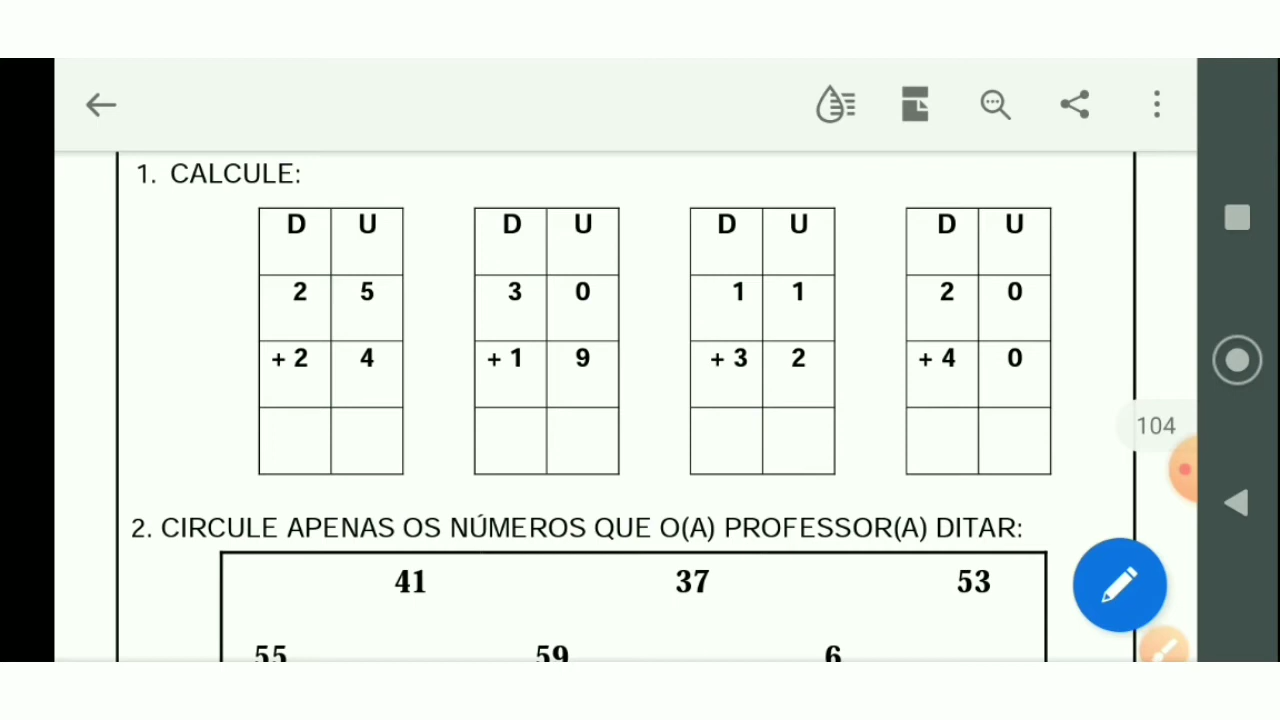 1. CALCULE:
D U D U D U D U
2 5 3 0 1 1 2 0
+ 2 4 + 1 9 + 3 2 + 4 0
104
2. CIRCULE APENAS OS NÚMEROS QUE O(A) PROFESSOR(A) DITAR:
41 37 53
55 59 6